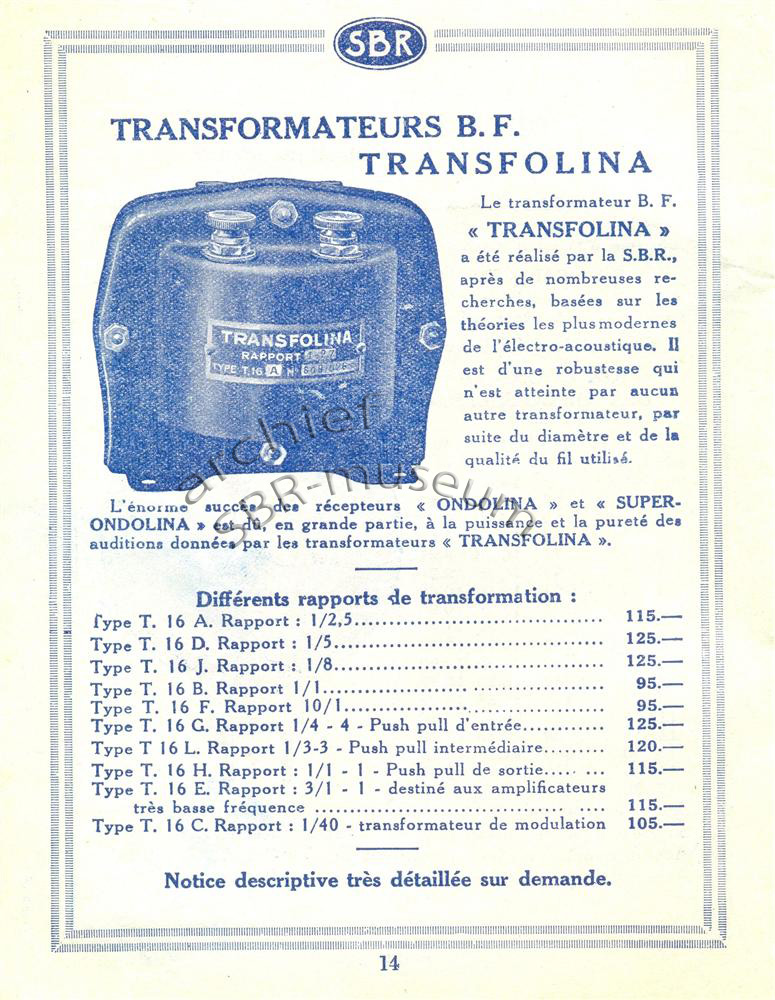 SBR
TRANSFORMATEURS B. F.
TRANSFOLINA
TRANSFOLINA
RAPPORT
TYPE T.16 A N°
Le transformateur B. F.
« TRANSFOLINA »
a été réalisé par la S.B.R.,
après de nombreuses re-
cherches, basées sur les
théories les plus modernes
de l'électro-acoustique. Il
est d'une robustesse qui
n'est atteinte par aucun
autre transformateur, par
suite du diamètre et de la
qualité du fil utilisé.
archief
SBR-museum
L'énorme succès des récepteurs « ONDOLINA » et « SUPER-
ONDOLINA » est dû, en grande partie, à la puissance et la pureté des
auditions données par les transformateurs « TRANSFOLINA ».
Différents rapports de transformation :
Type T. 16 A. Rapport : 1/2,5.................................... 115.—
Type T. 16 D. Rapport : 1/5....................................... 125.—
Type T. 16 J. Rapport : 1/8....................................... 125.—
Type T. 16 B. Rapport 1/1..................... ................... 95.—
Type T. 16 F. Rapport 10/1.................. .................... 95.—
Type T. 16 G. Rapport 1/4 - 4 - Push pull d'entrée............ 125.—
Type T 16 L. Rapport 1/3-3 - Push pull intermédiaire......... 120.—
Type T. 16 H. Rapport : 1/1 - 1 - Push pull de sortie..... ... 115.—
Type T. 16 E. Rapport : 3/1 - 1 - destiné aux amplificateurs
très basse fréquence .................................... .... 115.—
Type T. 16 C. Rapport : 1/40 - transformateur de modulation 105.—
Notice descriptive très détaillée sur demande.
14